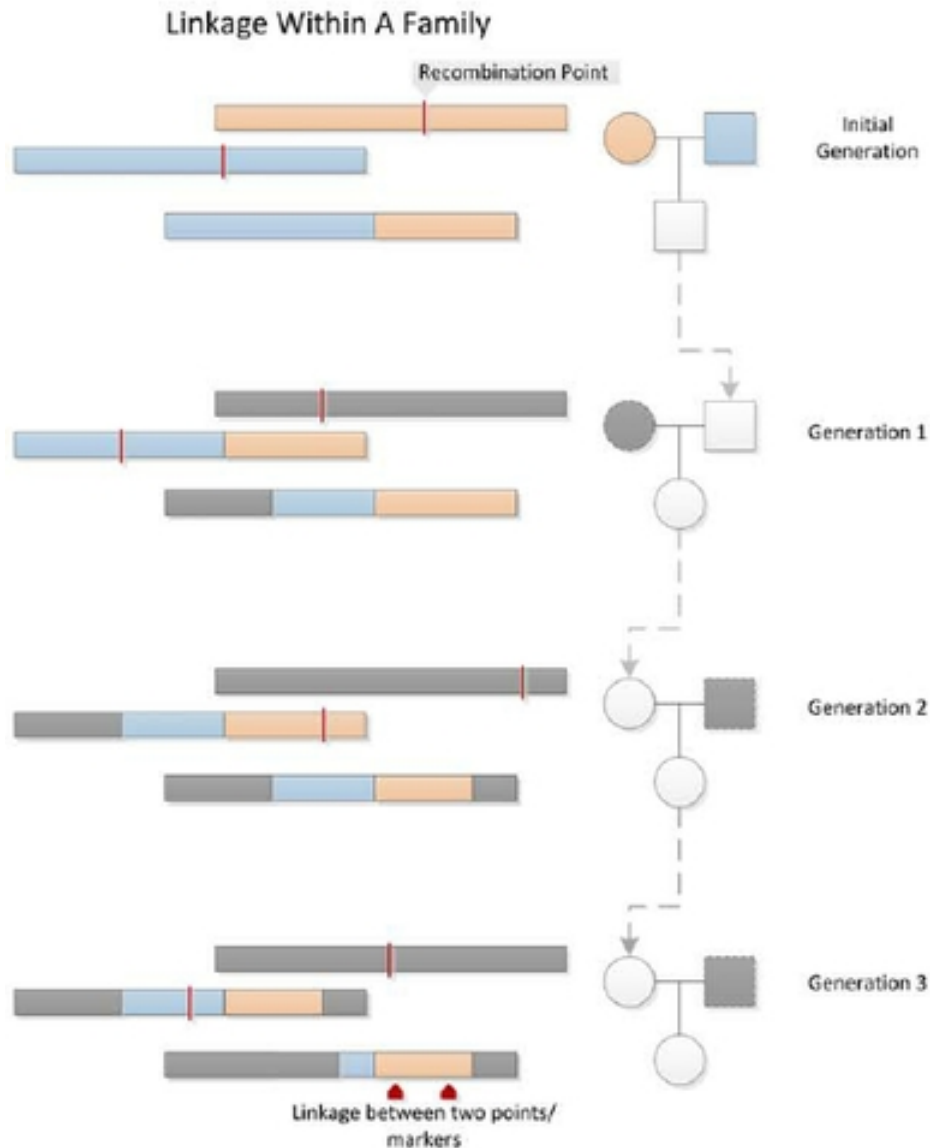 Linkage Within A Family
Recombination Point
Initial
Generation
Generation 1
Generation 2
Generation 3
Linkage between two points/
markers